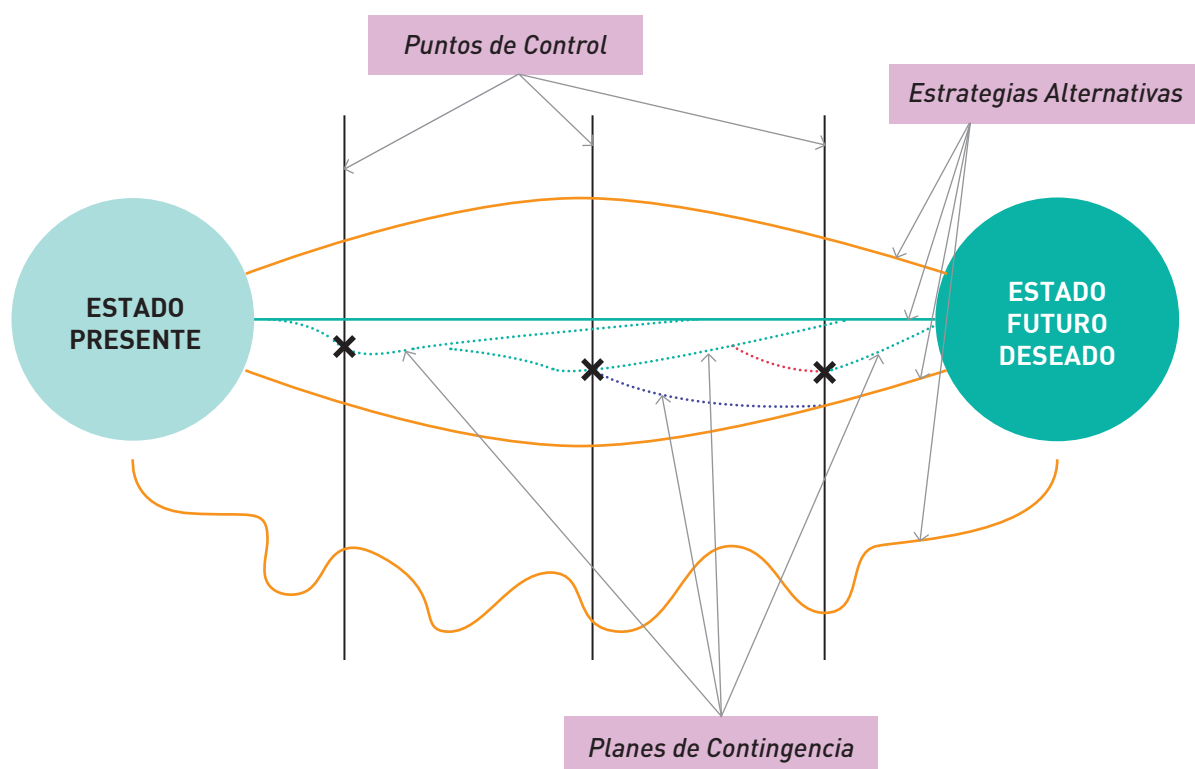 Puntos de Control
Estrategias Alternativas
ESTADO
PRESENTE
ESTADO
FUTURO
DESEADO
Planes de Contingencia